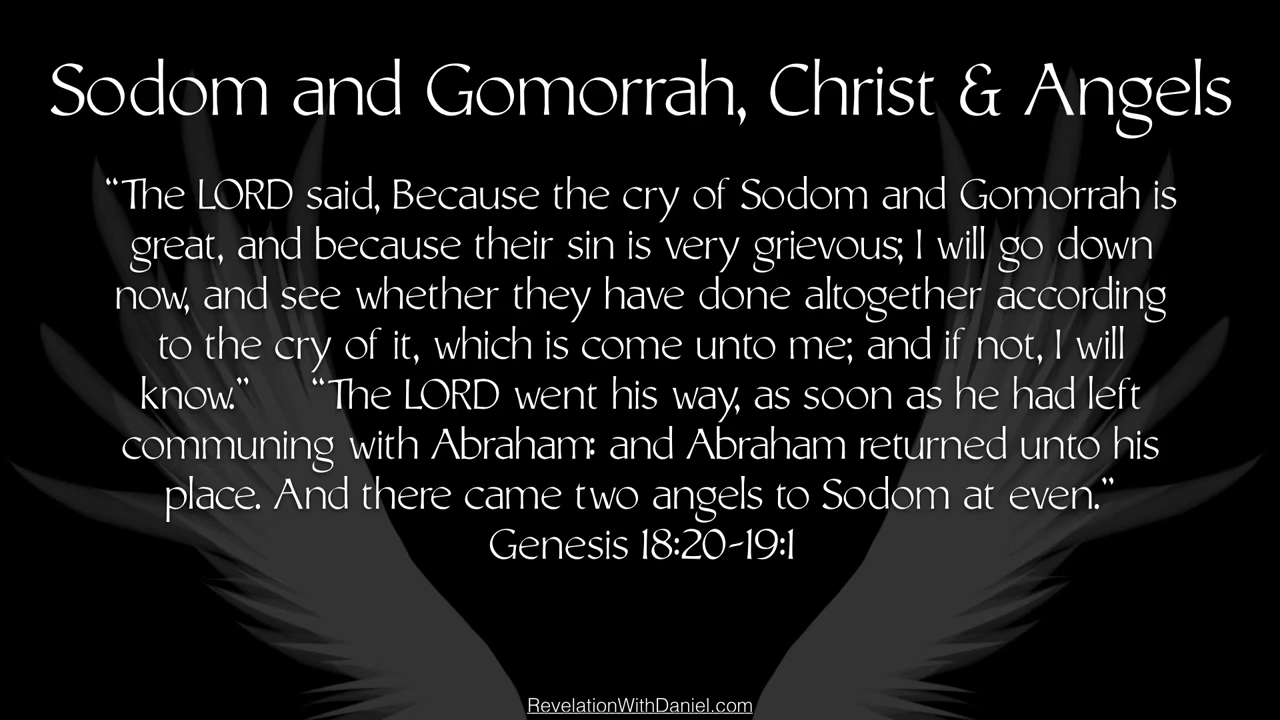 Sodom and Gomorrah, Christ & Angels
“The LORD said, Because the cry of Sodom and Gomorrah is
great, and because their sin is very grievous; I will go down
now, and see whether they have done altogether according
to the cry of it, which is come unto me; and if not, I will
know.” “The LORD went his way, as soon as he had left
communing with Abraham: and Abraham returned unto his
place. And there came two angels to Sodom at even.”
Genesis 18:20-19:1
RevelationWithDaniel.com